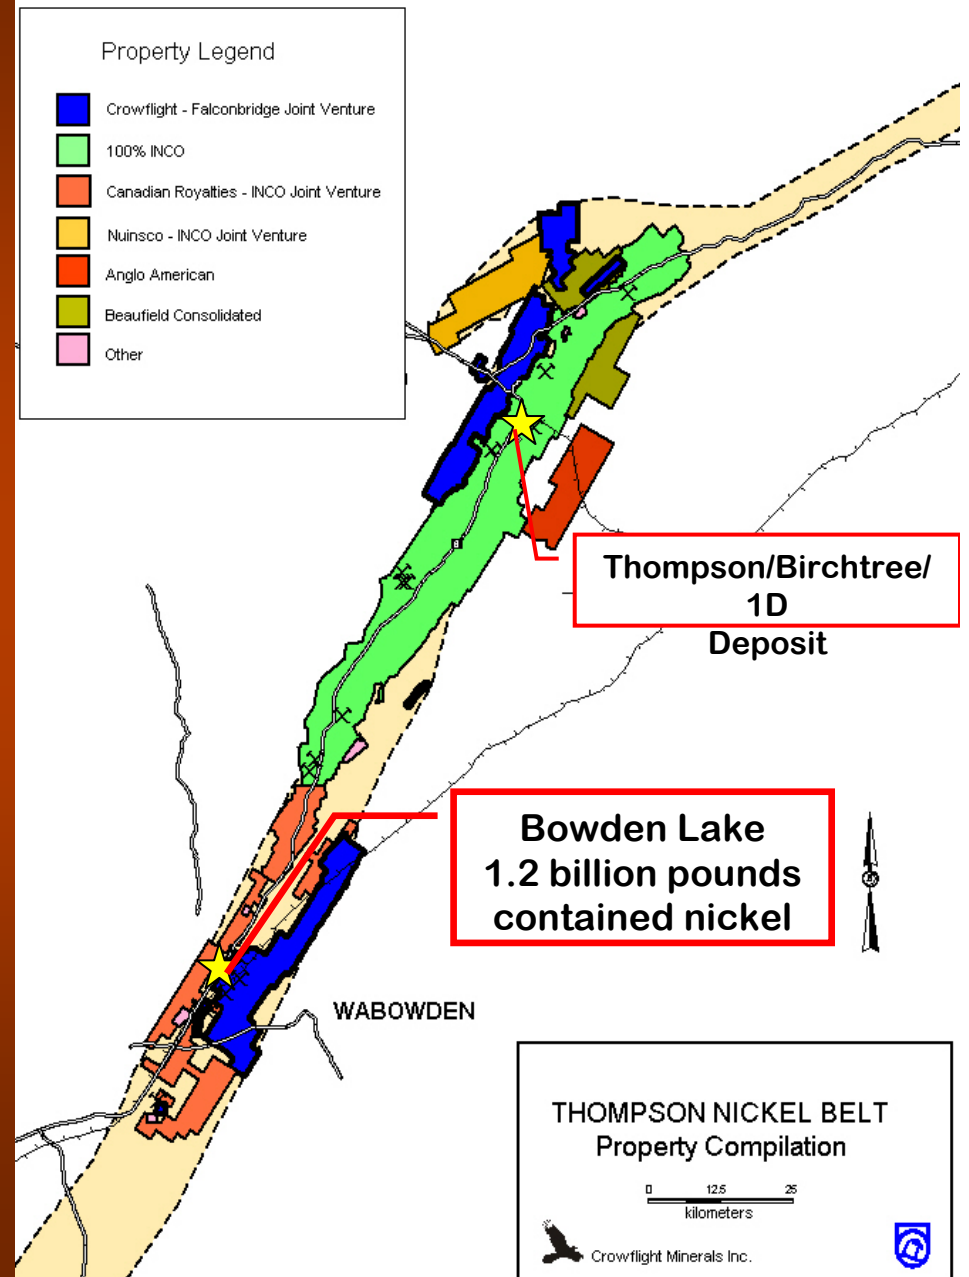 Property Legend
Crowflight - Falconbridge Joint Venture
100% INCO
Canadian Royalties - INCO Joint Venture
Nuinsco - INCO Joint Venture
Anglo American
Beaufield Consolidated
Other
Thompson/Birchtree/
1D
Deposit
Bowden Lake
1.2 billion pounds
contained nickel
WABOWDEN
THOMPSON NICKEL BELT
Property Compilation
0 12.5 25
kilometers
Crowflight Minerals Inc.